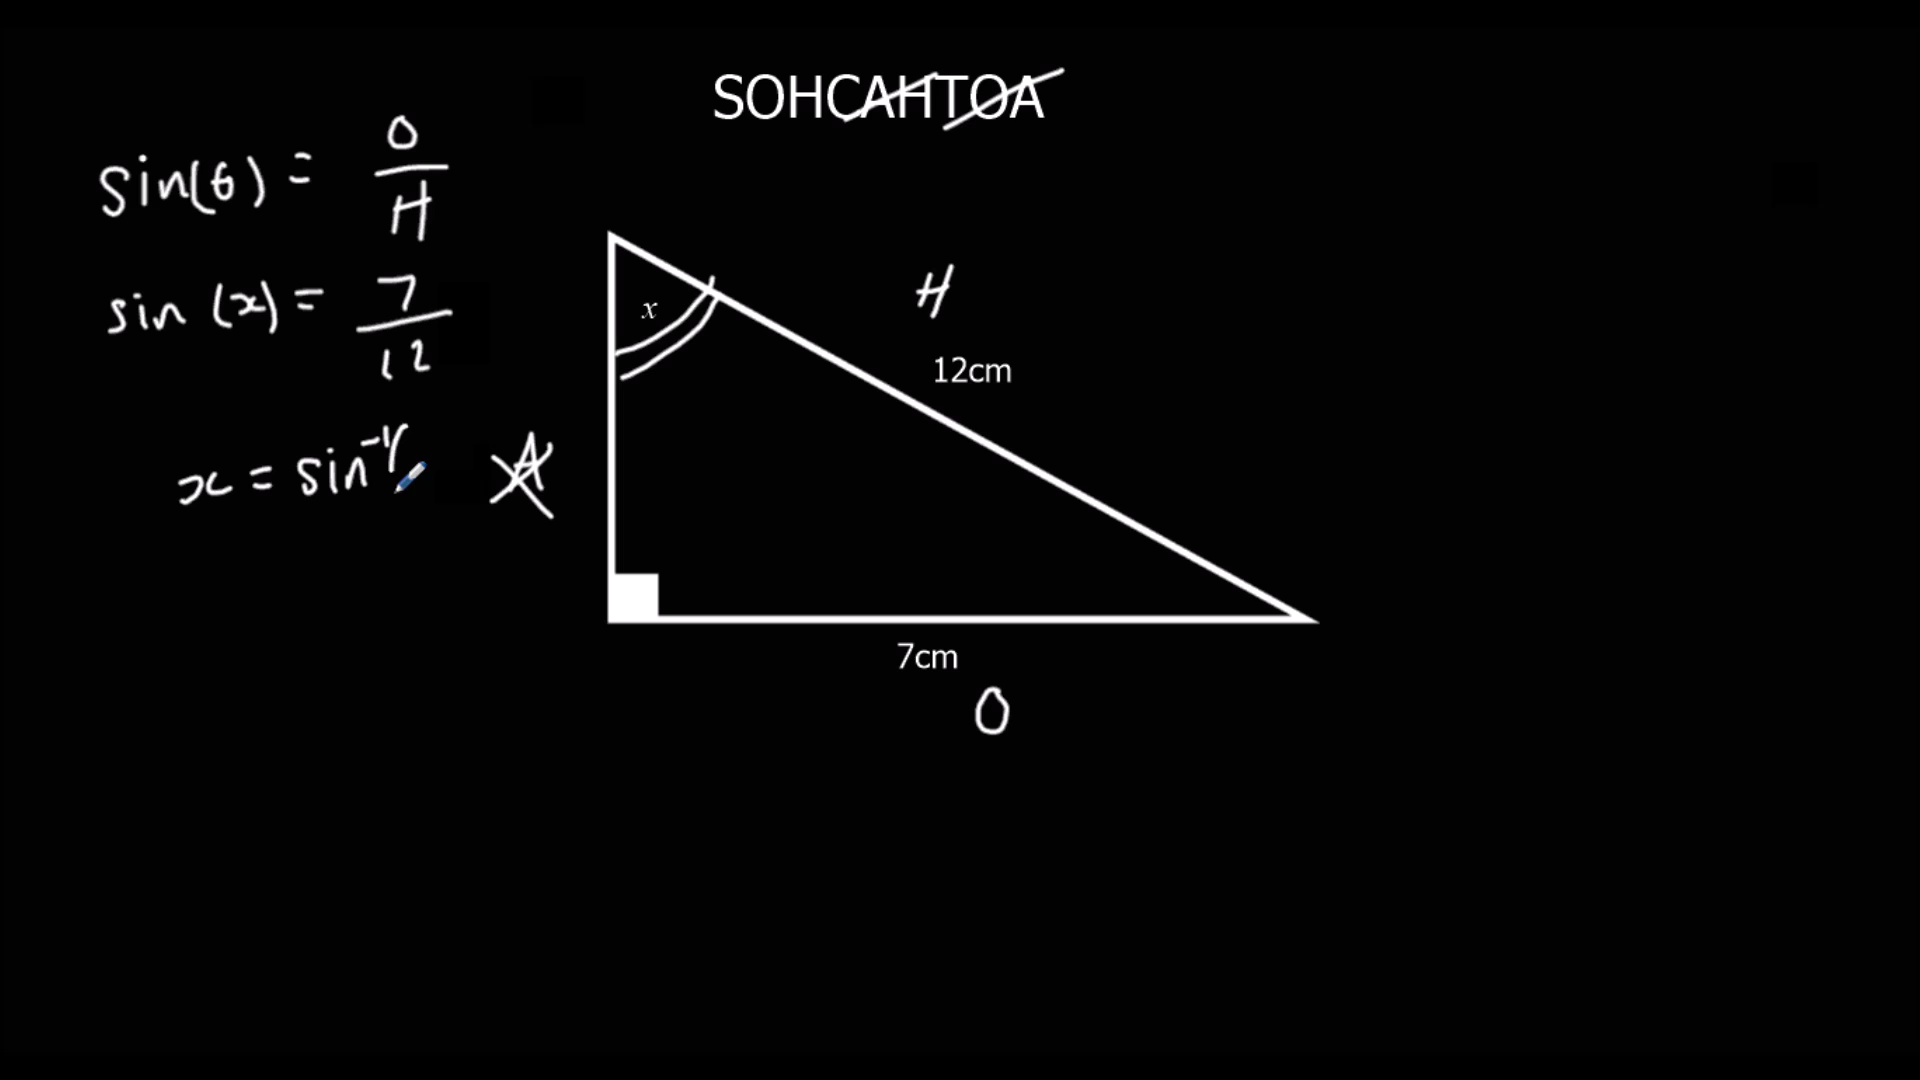 SOHCAHTOA
sin(θ) = O/H
sin (x) = 7/12
x = sin⁻¹(
A
x
H
12cm
7cm
O